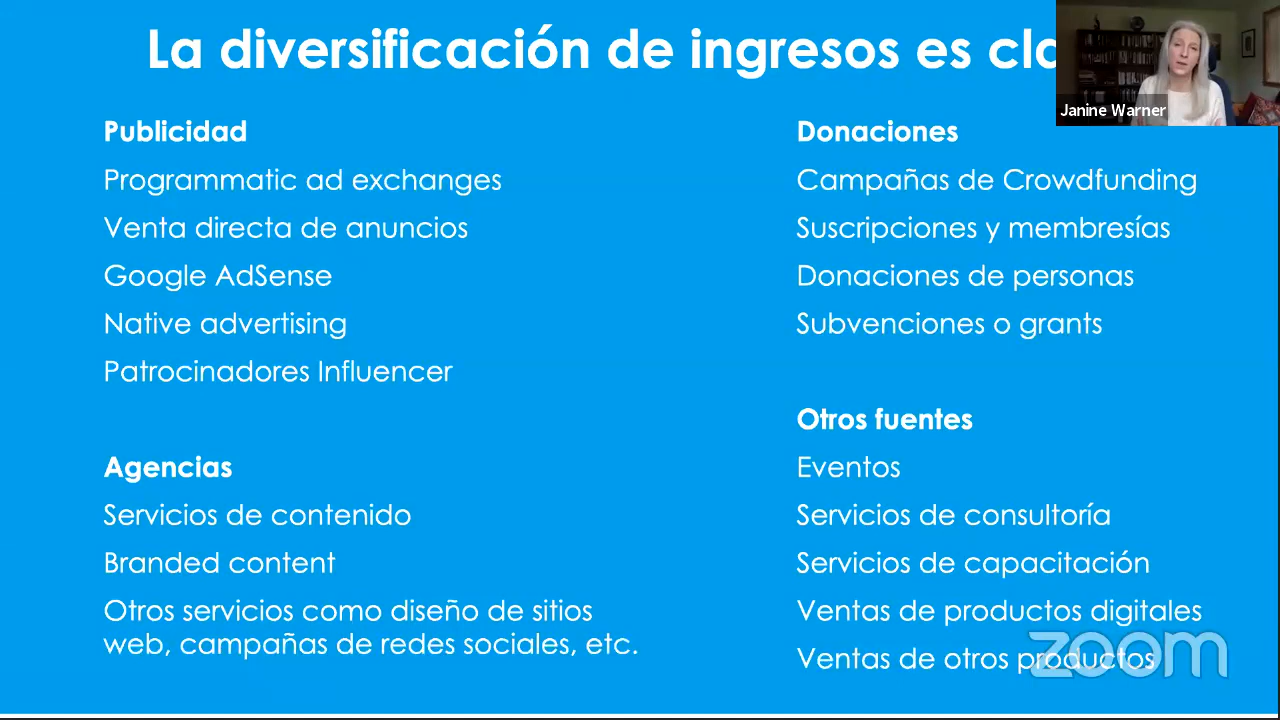 La diversificación de ingresos es cla
Janine Warner
Publicidad
Programmatic ad exchanges
Venta directa de anuncios
Google AdSense
Native advertising
Patrocinadores Influencer
Agencias
Servicios de contenido
Branded content
Otros servicios como diseño de sitios
web, campañas de redes sociales, etc.
Donaciones
Campañas de Crowdfunding
Suscripciones y membresías
Donaciones de personas
Subvenciones o grants
Otros fuentes
Eventos
Servicios de consultoría
Servicios de capacitación
Ventas de productos digitales
Ventas de otros productos
zoom